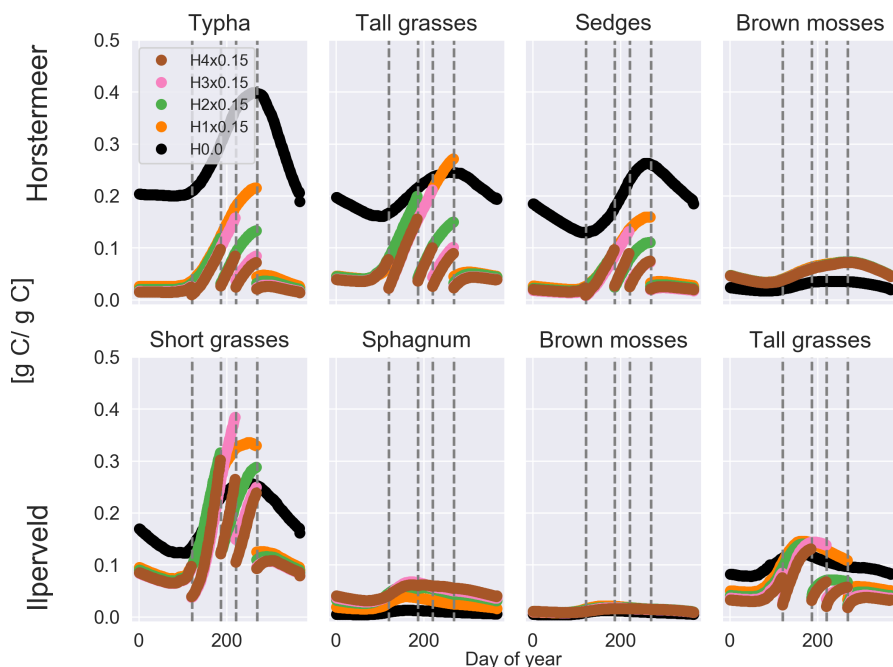 Typha Tall grasses Sedges Brown mosses
0.5
0.4
0.3
0.2
0.1
0.0
H4x0.15
H3x0.15
H2x0.15
H1x0.15
H0.0
Horstermeer
[g C/ g C]
Short grasses Sphagnum Brown mosses Tall grasses
0.5
0.4
0.3
0.2
0.1
0.0
Ilperveld
0 200 0 200 0 200 0 200
Day of year